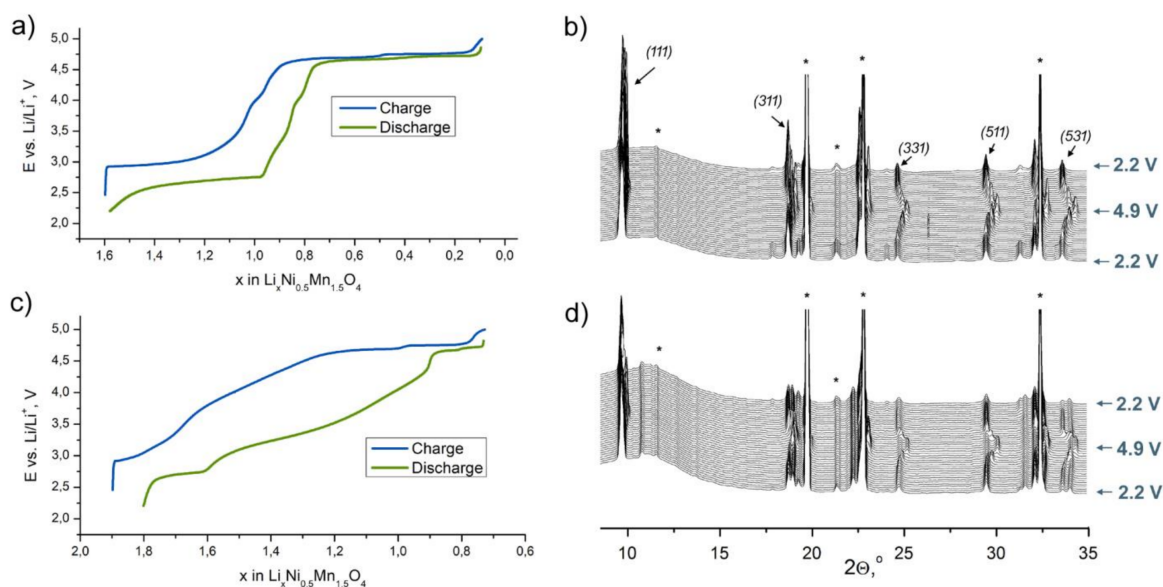 a)
5,0
4,5
4,0
3,5
3,0
2,5
2,0
E vs. Li/Li⁺, V
Charge
Discharge
1,6 1,4 1,2 1,0 0,8 0,6 0,4 0,2 0,0
x in LiₓNi₀.₅Mn₁.₅O₄
b)
(111)
*
(311)
*
*
*
(331)
(511)
*
(531)
2.2 V
4.9 V
2.2 V
c)
5,0
4,5
4,0
3,5
3,0
2,5
2,0
E vs. Li/Li⁺, V
Charge
Discharge
2,0 1,8 1,6 1,4 1,2 1,0 0,8 0,6
x in LiₓNi₀.₅Mn₁.₅O₄
d)
*
*
*
*
*
2.2 V
4.9 V
2.2 V
10 15 20 25 30 35
2Θ,°